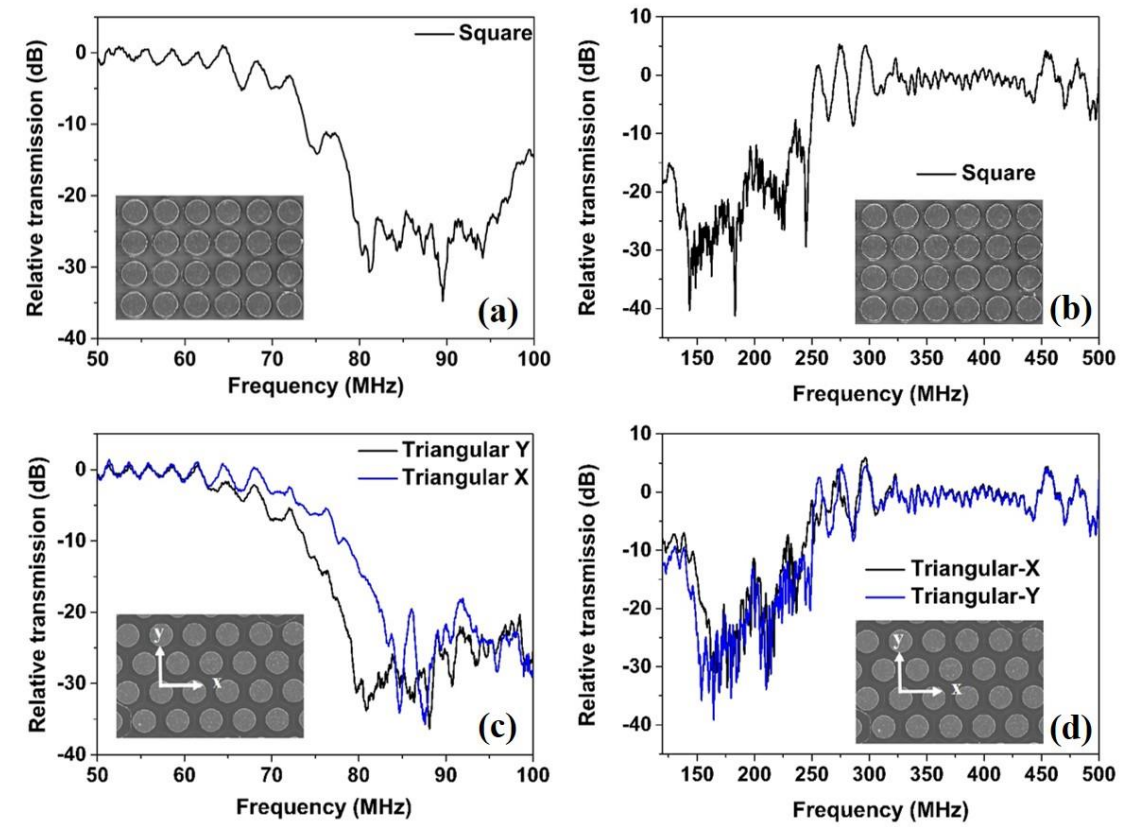 Relative transmission (dB)
0
-10
-20
-30
-40
Square
(a)
50 60 70 80 90 100
Frequency (MHz)
Relative transmission (dB)
10
0
-10
-20
-30
-40
Square
(b)
150 200 250 300 350 400 450 500
Frequency (MHz)
Relative transmission (dB)
0
-10
-20
-30
-40
Triangular Y
Triangular X
y
x
(c)
50 60 70 80 90 100
Frequency (MHz)
Relative transmissio (dB)
10
0
-10
-20
-30
-40
Triangular-X
Triangular-Y
y
x
(d)
150 200 250 300 350 400 450 500
Frequency (MHz)